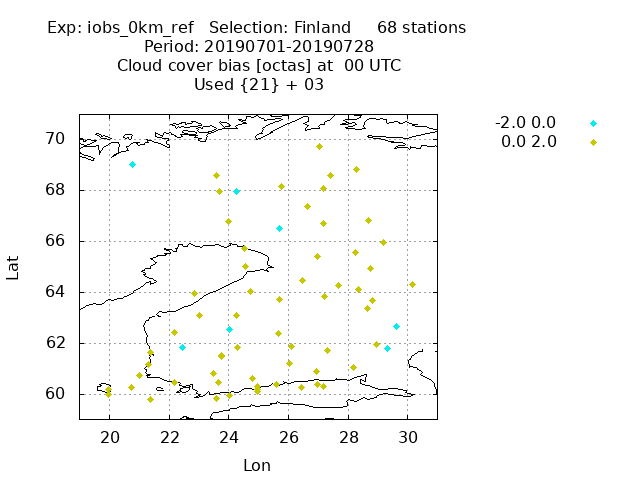 Exp: iobs_0km_ref   Selection: Finland     68 stations
Period: 20190701-20190728
Cloud cover bias [octas] at  00 UTC
Used {21} + 03
-2.0 0.0
0.0 2.0
70
68
66
64
62
60
Lat
20 22 24 26 28 30
Lon